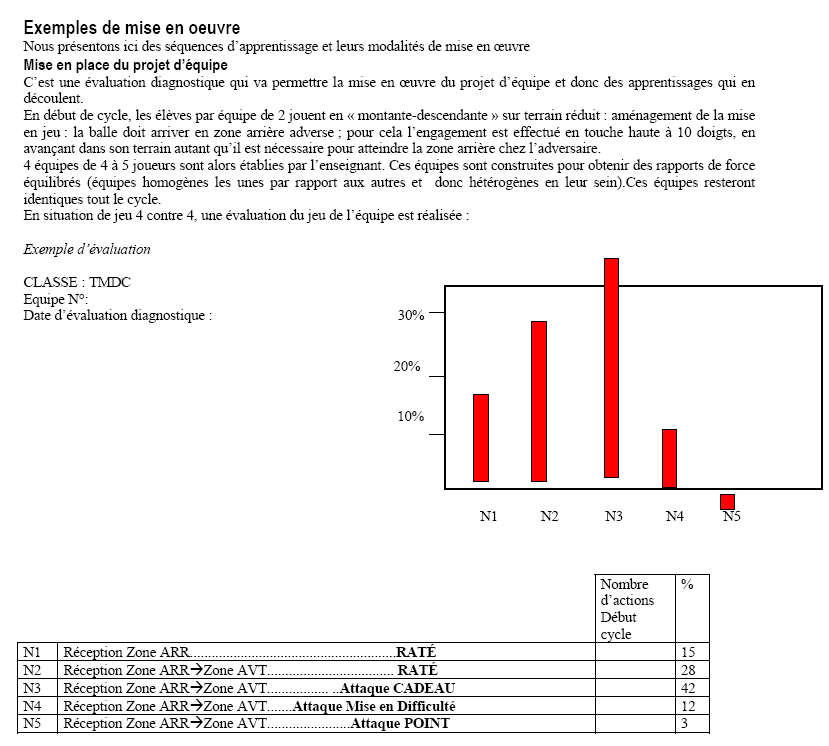 Exemples de mise en oeuvre
Nous présentons ici des séquences d'apprentissage et leurs modalités de mise en œuvre
Mise en place du projet d'équipe
C'est une évaluation diagnostique qui va permettre la mise en œuvre du projet d'équipe et donc des apprentissages qui en
découlent.
En début de cycle, les élèves par équipe de 2 jouent en « montante-descendante » sur terrain réduit : aménagement de la mise
en jeu : la balle doit arriver en zone arrière adverse ; pour cela l'engagement est effectué en touche haute à 10 doigts, en
avançant dans son terrain autant qu'il est nécessaire pour atteindre la zone arrière chez l'adversaire.
4 équipes de 4 à 5 joueurs sont alors établies par l'enseignant. Ces équipes sont construites pour obtenir des rapports de force
équilibrés (équipes homogènes les unes par rapport aux autres et donc hétérogènes en leur sein).Ces équipes resteront
identiques tout le cycle.
En situation de jeu 4 contre 4, une évaluation du jeu de l'équipe est réalisée :
Exemple d'évaluation
CLASSE : TMDC
Equipe N°:
Date d'évaluation diagnostique :
30%
20%
10%
N1 N2 N3 N4 N5
Nombre d'actions Début cycle %
N1 Réception Zone ARR..........................................................RATÉ 15
N2 Réception Zone ARR→Zone AVT................................... RATÉ 28
N3 Réception Zone ARR→Zone AVT................. ..Attaque CADEAU 42
N4 Réception Zone ARR→Zone AVT.......Attaque Mise en Difficulté 12
N5 Réception Zone ARR→Zone AVT.......................Attaque POINT 3